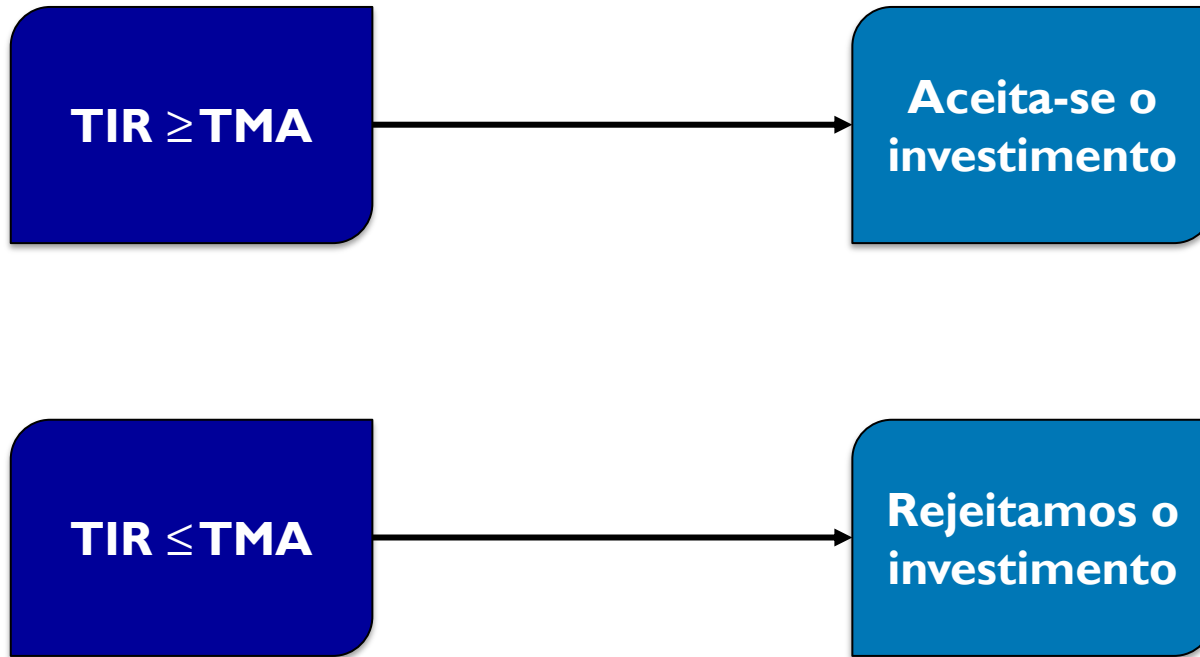 TIR ≥ TMA
Aceita-se o
investimento
TIR ≤ TMA
Rejeitamos o
investimento